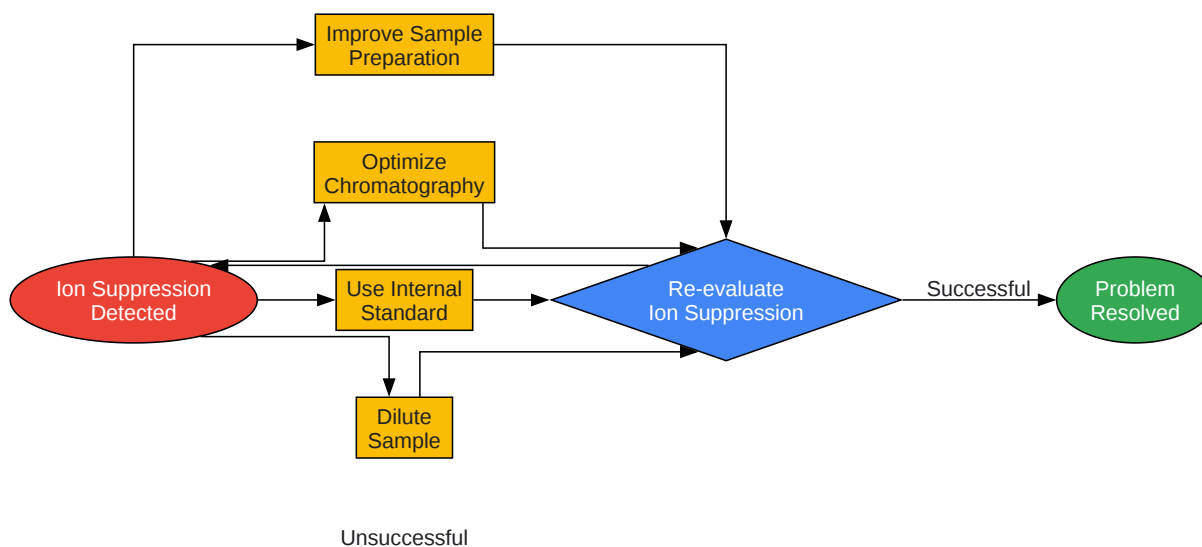 Improve Sample
Preparation
Optimize
Chromatography
Ion Suppression
Detected
Use Internal
Standard
Re-evaluate
Ion Suppression
Successful
Problem
Resolved
Dilute
Sample
Unsuccessful